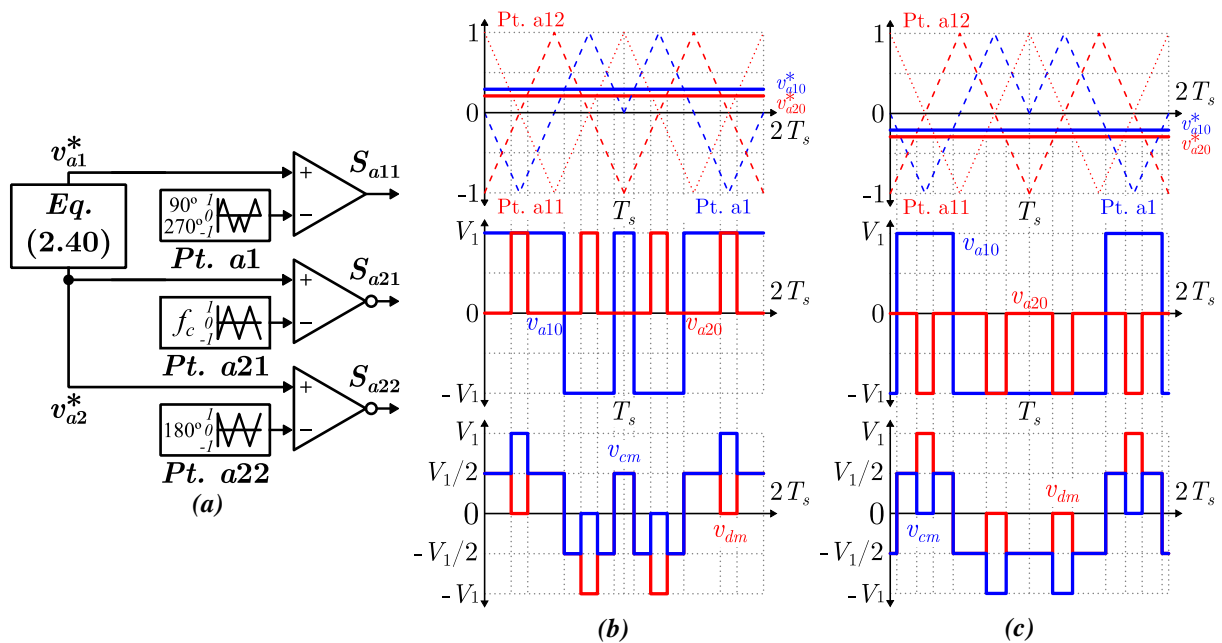 v*a1
Eq.
(2.40)
v*a2
+
−
Sa11
90º
270º
1
0
-1
Pt. a1
+
−
Sa21
fc
1
0
-1
Pt. a21
+
−
Sa22
180º
1
0
-1
Pt. a22
(a)
Pt. a12
1
0
-1
v*a10
v*a20
2Ts
Ts
Pt. a11
Pt. a1
V1
0
-V1
va10
va20
2Ts
Ts
V1
V1/2
0
-V1/2
-V1
vcm
vdm
2Ts
(b)
Pt. a12
1
0
-1
2Ts
v*a10
v*a20
Ts
Pt. a11
Pt. a1
V1
0
-V1
va10
va20
2Ts
Ts
V1
V1/2
0
-V1/2
-V1
vcm
vdm
2Ts
(c)